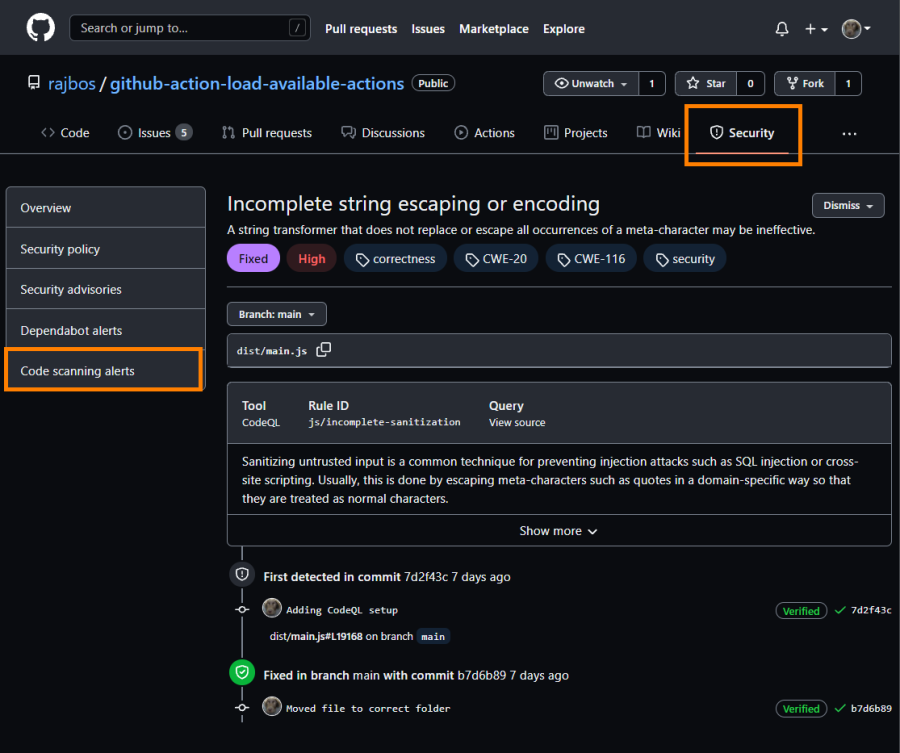 Search or jump to... / Pull requests Issues Marketplace Explore
rajbos / github-action-load-available-actions Public Unwatch 1 Star 0 Fork 1
Code Issues 5 Pull requests Discussions Actions Projects Wiki Security ...
Overview
Security policy
Security advisories
Dependabot alerts
Code scanning alerts
Incomplete string escaping or encoding
Dismiss
A string transformer that does not replace or escape all occurrences of a meta-character may be ineffective.
Fixed High correctness CWE-20 CWE-116 security
Branch: main
dist/main.js
Tool Rule ID Query
CodeQL js/incomplete-sanitization View source
Sanitizing untrusted input is a common technique for preventing injection attacks such as SQL injection or cross-
site scripting. Usually, this is done by escaping meta-characters such as quotes in a domain-specific way so that
they are treated as normal characters.
Show more
First detected in commit 7d2f43c 7 days ago
Adding CodeQL setup Verified 7d2f43c
dist/main.js#L19168 on branch main
Fixed in branch main with commit b7d6b89 7 days ago
Moved file to correct folder Verified b7d6b89